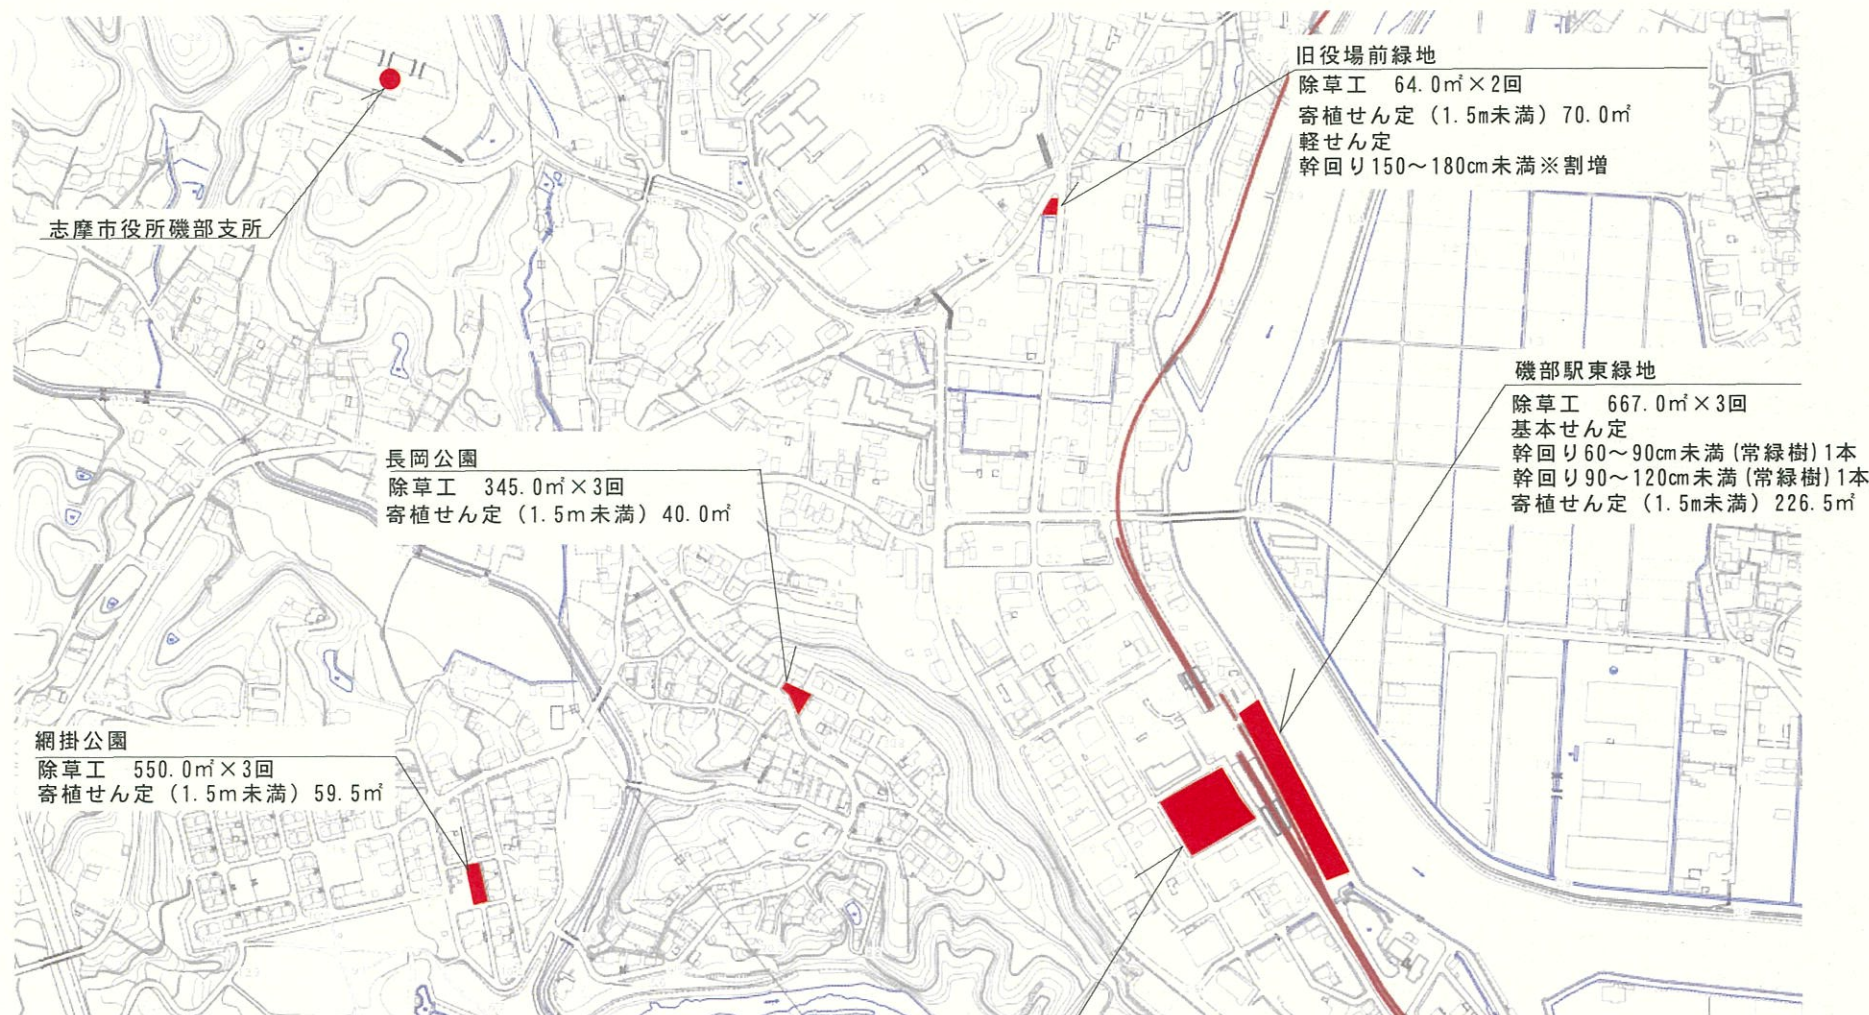 旧役場前緑地
除草工 64.0㎡×2回
寄植せん定（1.5m未満）70.0㎡
軽せん定
幹回り150～180cm未満※割増
志摩市役所磯部支所
磯部駅東緑地
除草工 667.0㎡×3回
基本せん定
幹回り60～90cm未満(常緑樹)1本
幹回り90～120cm未満(常緑樹)1本
寄植せん定（1.5m未満）226.5㎡
長岡公園
除草工 345.0㎡×3回
寄植せん定（1.5m未満）40.0㎡
網掛公園
除草工 550.0㎡×3回
寄植せん定（1.5m未満）59.5㎡